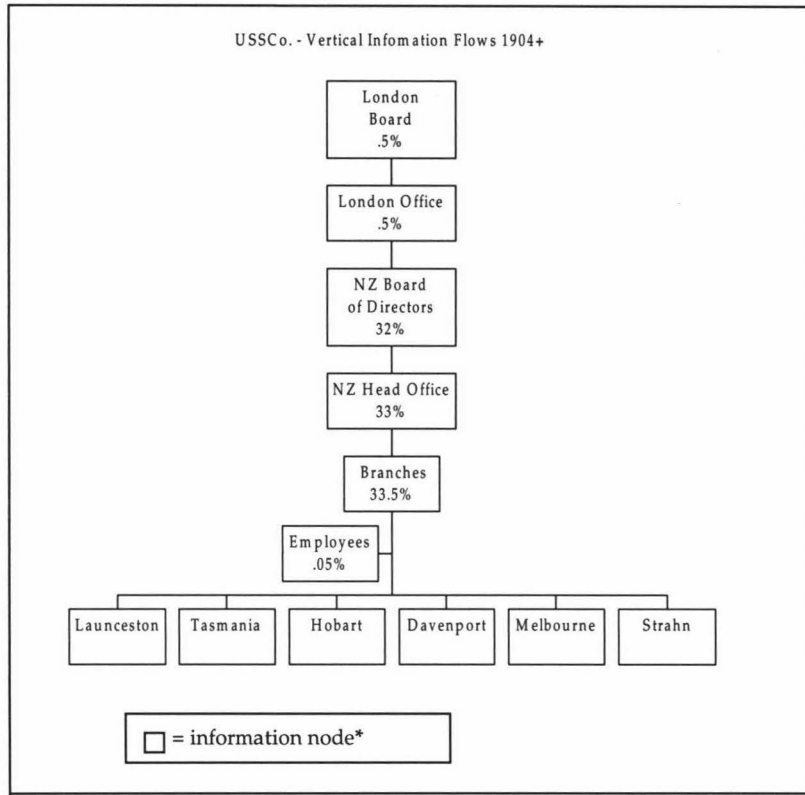 USSCo. - Vertical Infomation Flows 1904+
London
Board
.5%
London Office
.5%
NZ Board
of Directors
32%
NZ Head Office
33%
Branches
33.5%
Employees
.05%
Launceston
Tasmania
Hobart
Davenport
Melbourne
Strahn
= information node*